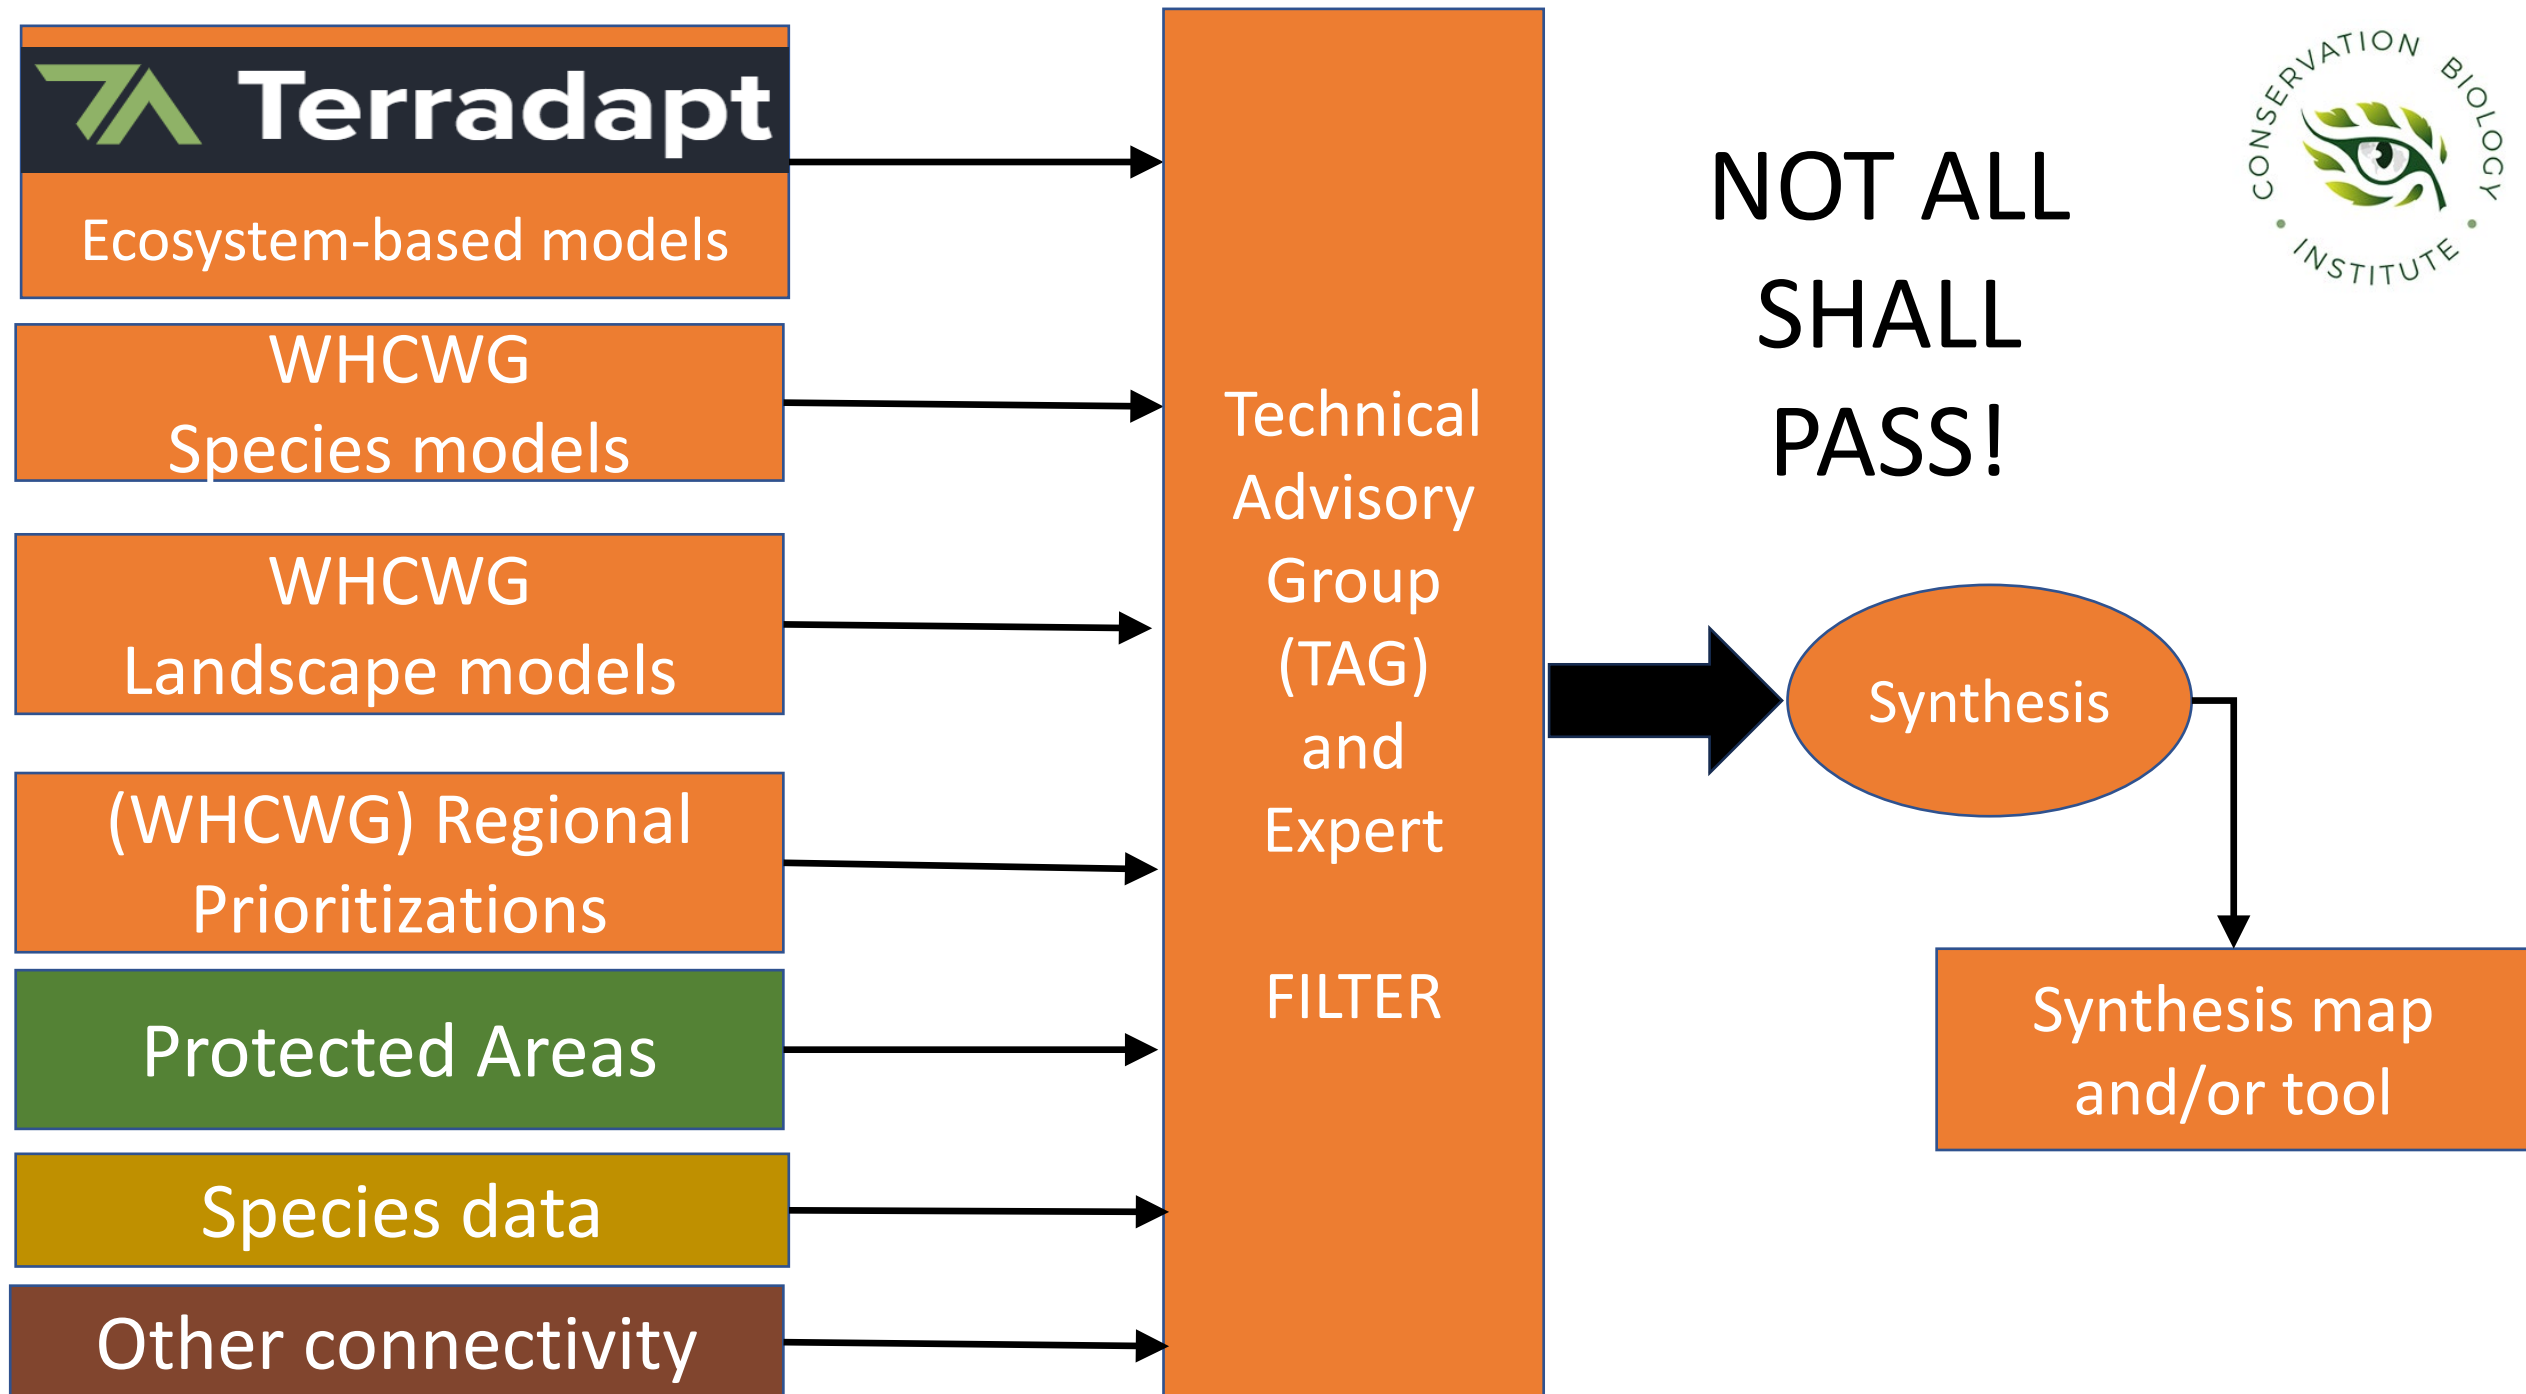 Terradapt
Ecosystem-based models
WHCWG
Species models
WHCWG
Landscape models
(WHCWG) Regional
Prioritizations
Protected Areas
Species data
Other connectivity
Technical
Advisory
Group
(TAG)
and
Expert
FILTER
NOT ALL
SHALL
PASS!
CONSERVATION BIOLOGY
INSTITUTE
Synthesis
Synthesis map
and/or tool